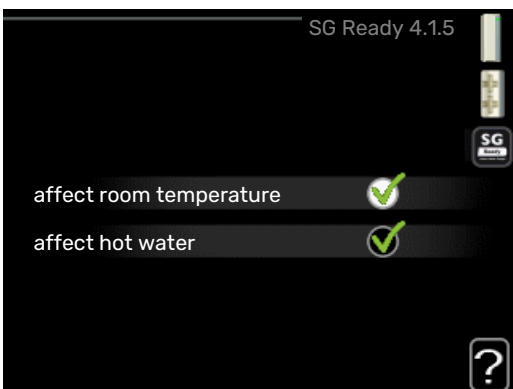 SG Ready 4.1.5
SG
Ready
affect room temperature
affect hot water
?